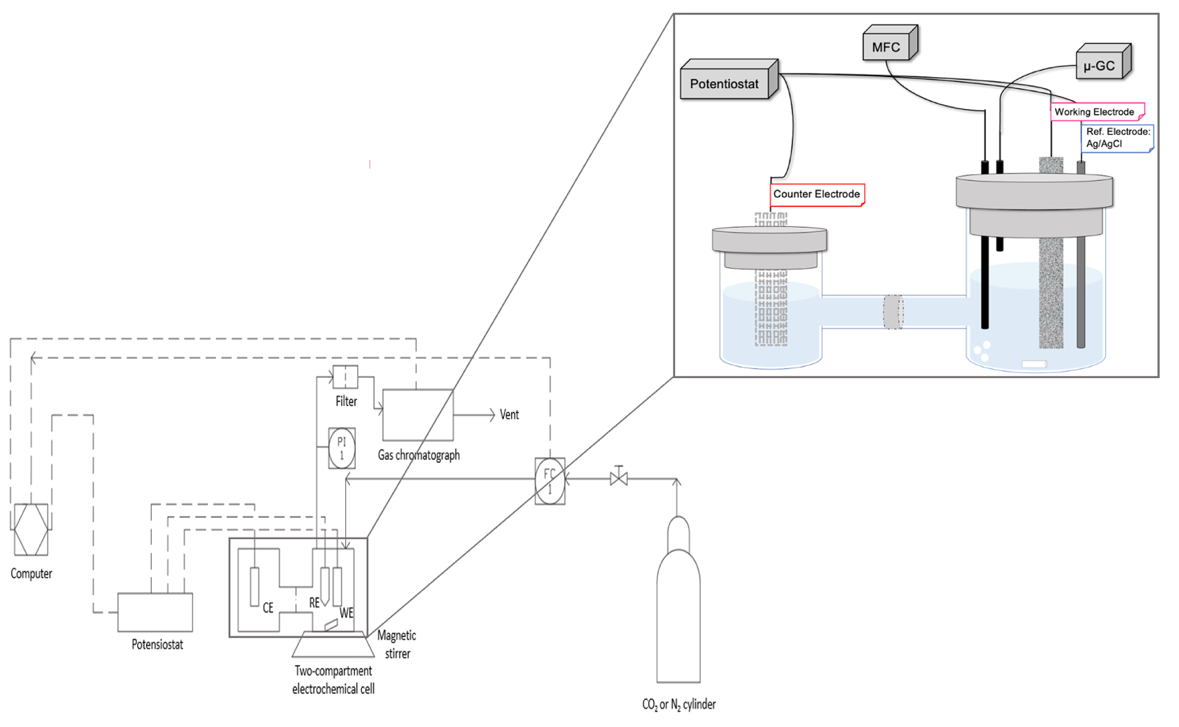 MFC
μ-GC
Potentiostat
Working Electrode
Ref. Electrode:
Ag/AgCl
Counter Electrode
Filter
Vent
PI
1
Gas chromatograph
FC
1
Computer
CE
RE
WE
Potensiostat
Magnetic
stirrer
Two-compartment
electrochemical cell
CO₂ or N₂ cylinder